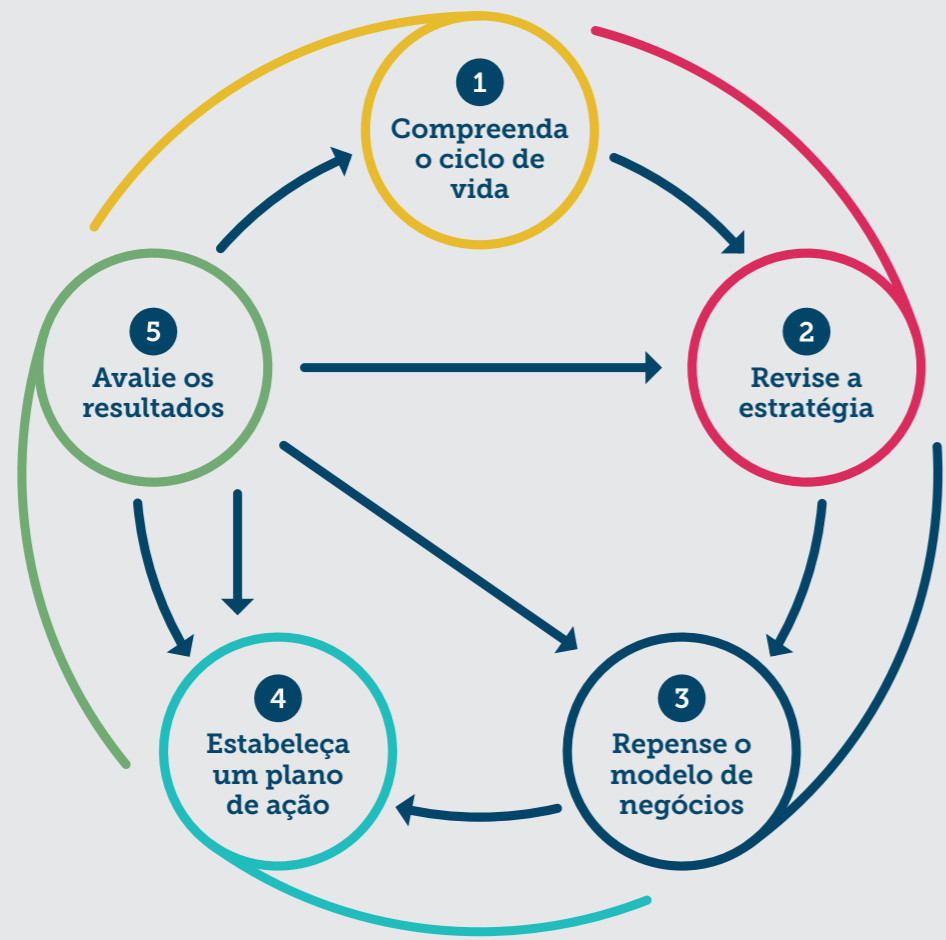 1
Compreenda
o ciclo de
vida
2
Revise a
estratégia
3
Repense o
modelo de
negócios
4
Estabeleça
um plano
de ação
5
Avalie os
resultados